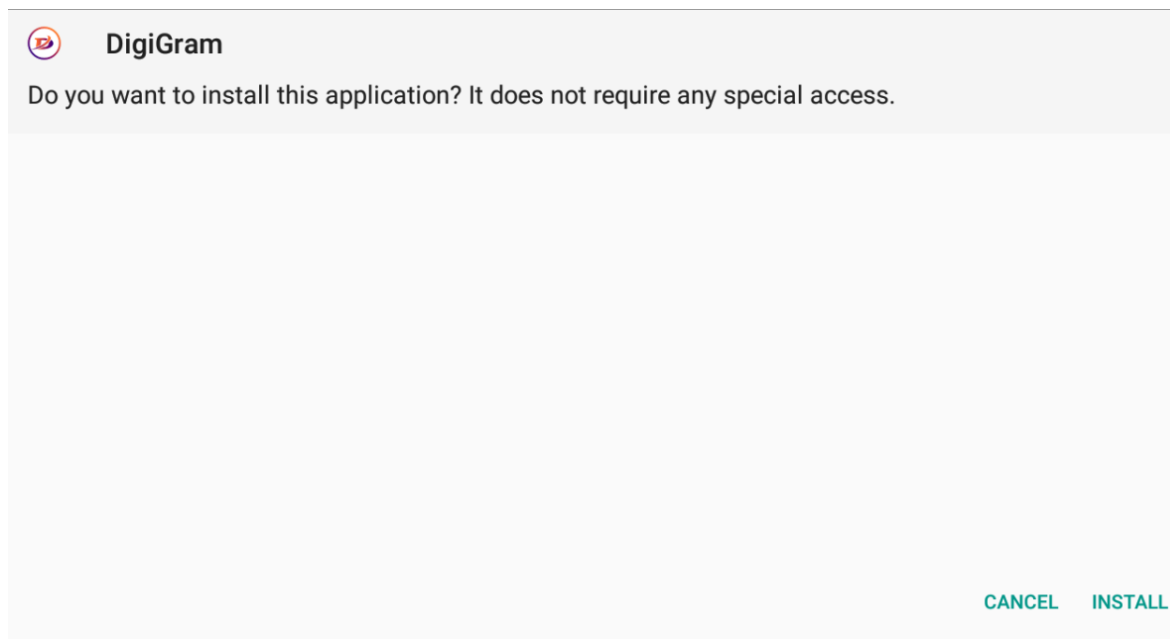 DigiGram
Do you want to install this application? It does not require any special access.
CANCEL INSTALL